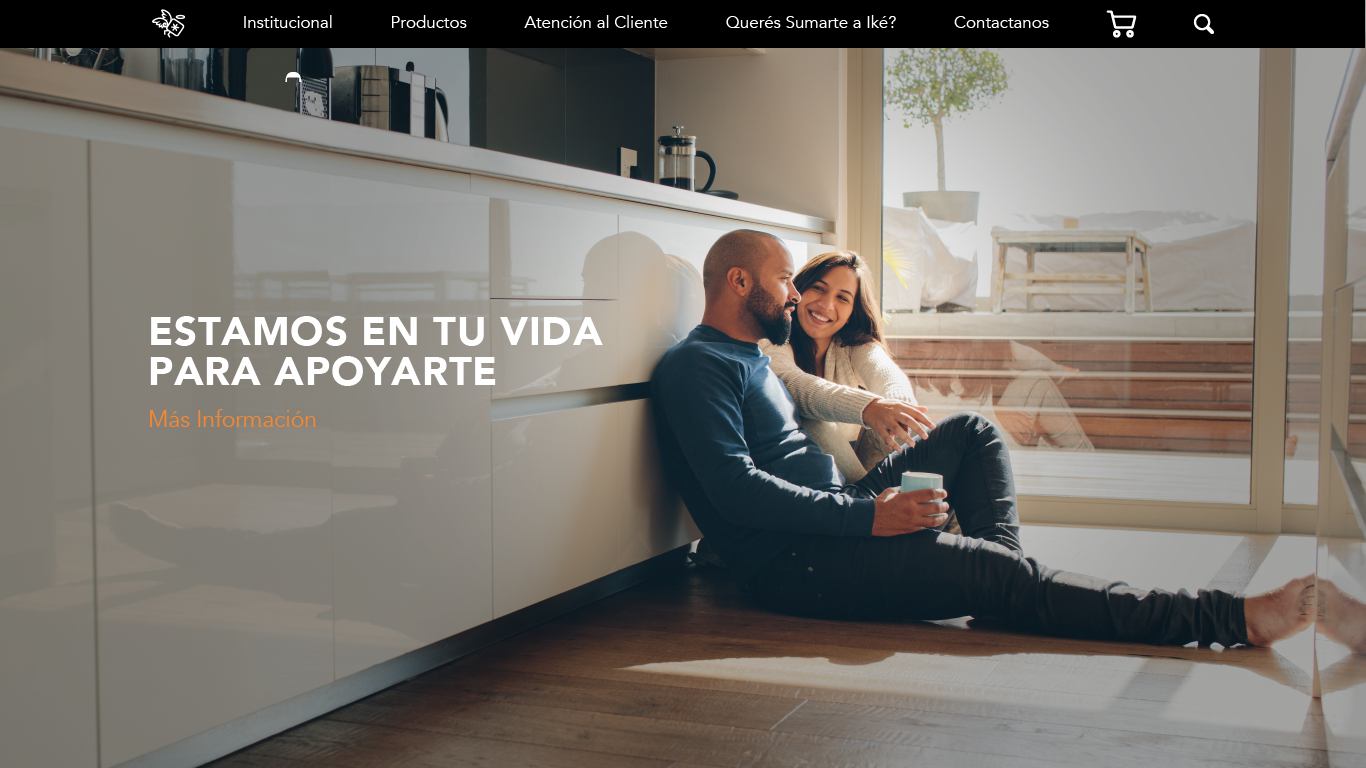 Institucional
Productos
Atención al Cliente
Querés Sumarte a Iké?
Contactanos
ESTAMOS EN TU VIDA
PARA APOYARTE
Más Información